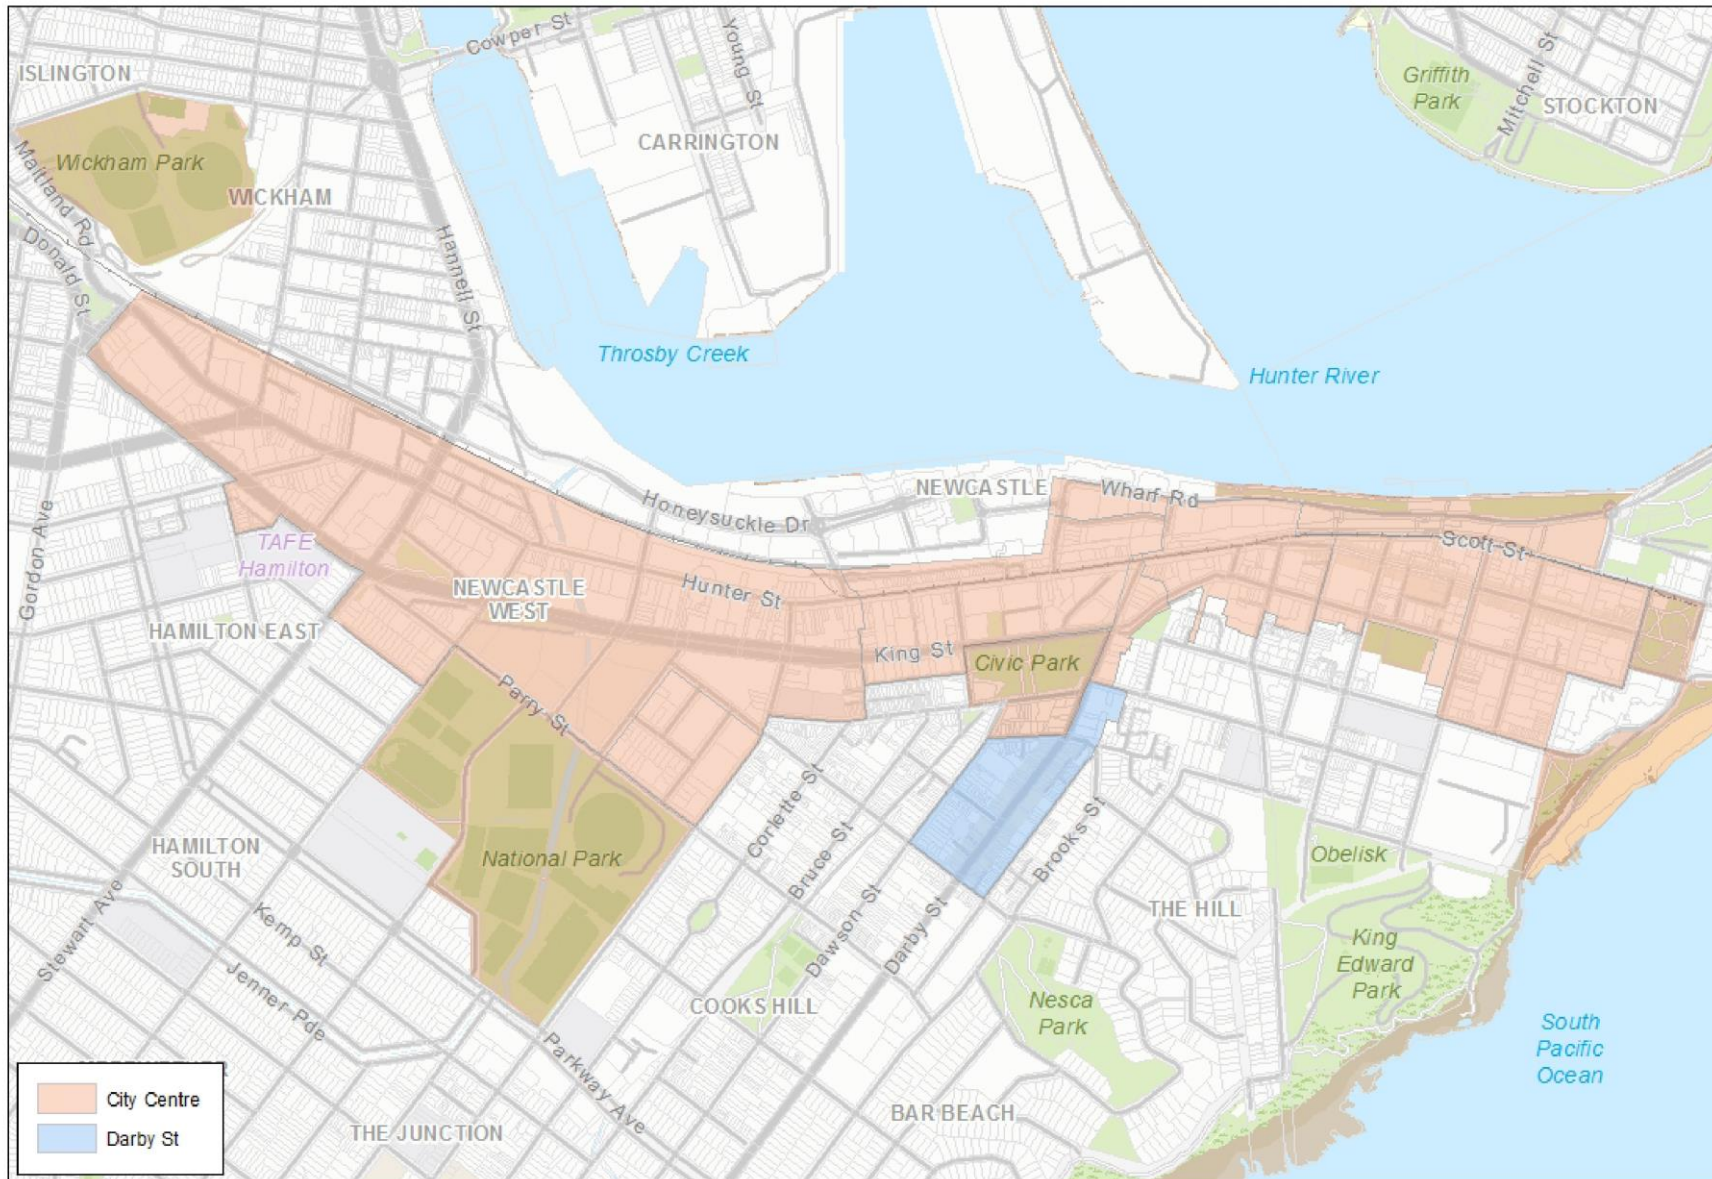 Cowper St
Young St
ISLINGTON
Griffith
Park
Mitchell St
STOCKTON
CARRINGTON
Wickham Park
Maitland Rd
WICKHAM
Donald St
Hannell St
Throsby Creek
Hunter River
NEWCASTLE
Wharf Rd
Honeysuckle Dr
Scott St
Gordon Ave
TAFE
Hamilton
NEWCASTLE
WEST
Hunter St
HAMILTON EAST
King St
Civic Park
Parry St
Corlette St
Bruce St
Brooks St
HAMILTON
SOUTH
National Park
Obelisk
Stewart Ave
Kemp St
Dawson St
Darby St
THE HILL
King
Edward
Park
Jenner Pde
COOKS HILL
Nesca
Park
South
Pacific
Ocean
Parkway Ave
BAR BEACH
THE JUNCTION
City Centre
Darby St